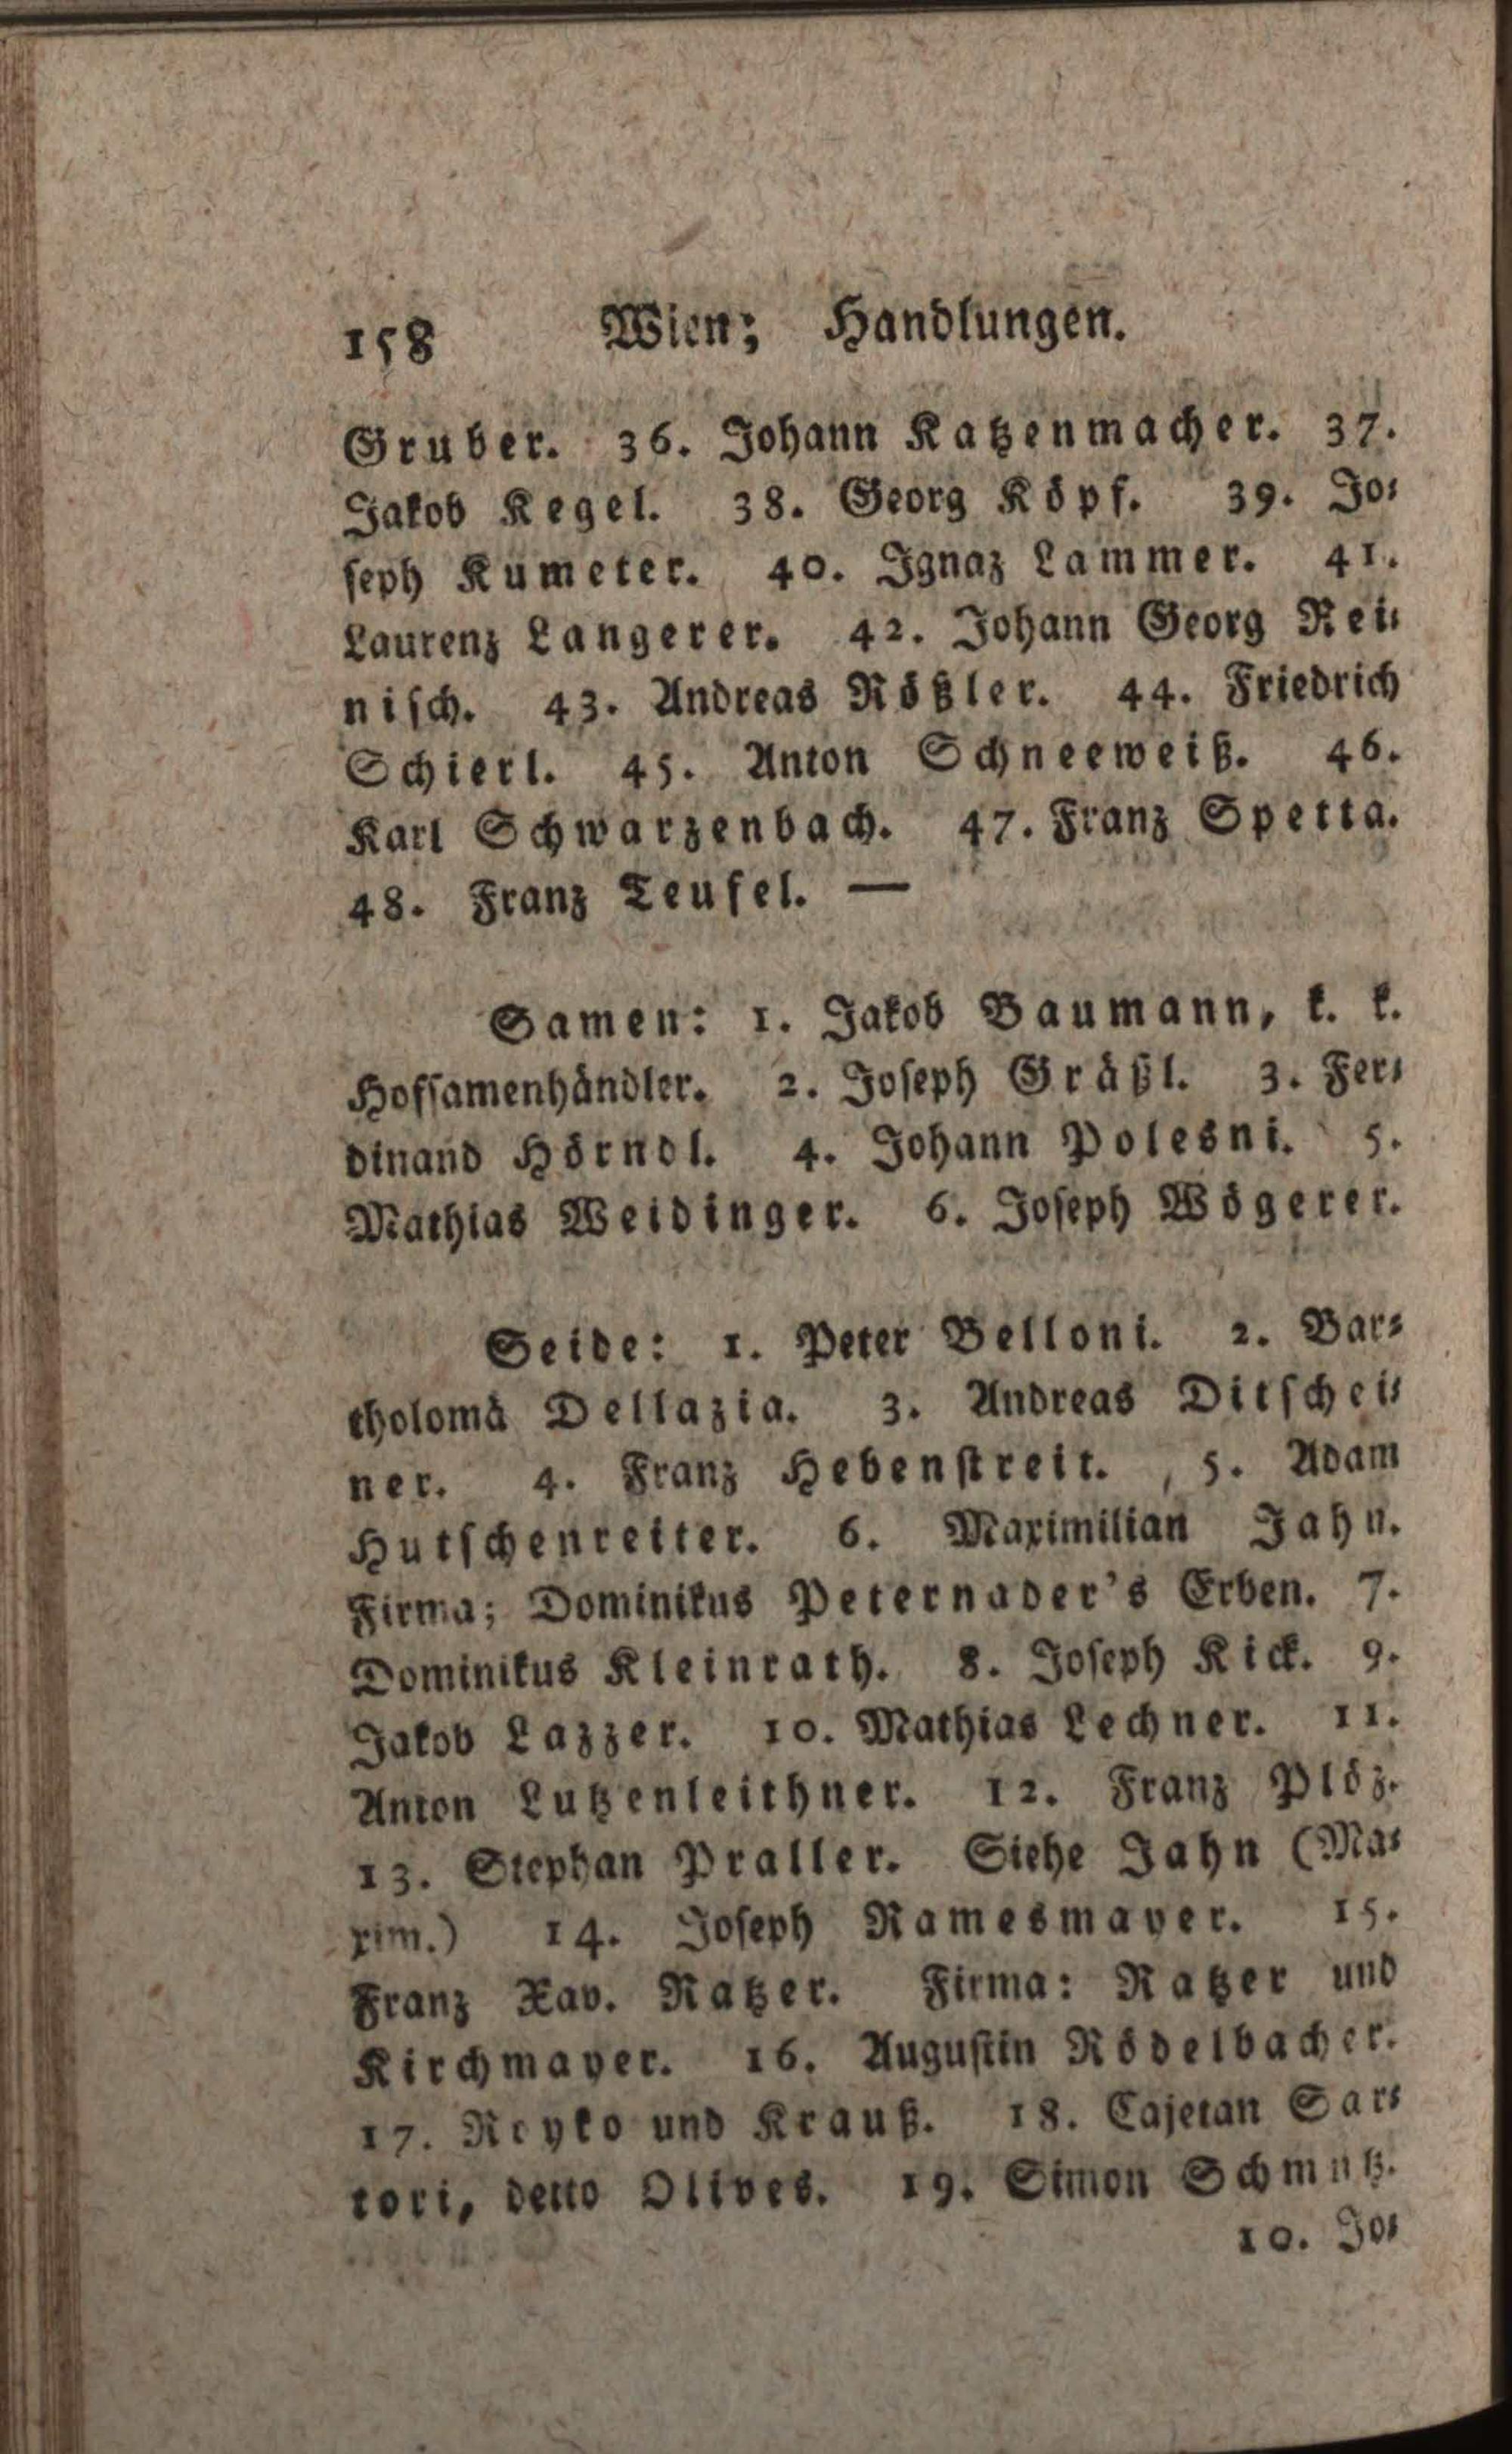 158 Wien; Handlungen.
Gruber. 36. Johann Katzenmacher. 37.
Jakob Kegel. 38. Georg Köpf. 39. Jo⸗
seph Kumeter. 40. Ignaz Lammer. 41.
Laurenz Langerer. 42. Johann Georg Rei⸗
nisch. 43. Andreas Rößler. 44. Friedrich
Schierl. 45. Anton Schneeweiß. 46.
Karl Schwarzenbach. 47. Franz Spetta.
48. Franz Teufel. —
Samen: 1. Jakob Baumann, k. k.
Hofsamenhändler. 2. Joseph Gräßl. 3. Fer⸗
dinand Hörndl. 4. Johann Polesni. 5.
Mathias Weidinger. 6. Joseph Wögerer.
Seide: 1. Peter Belloni. 2. Bar⸗
tholomä Dellazia. 3. Andreas Ditschei⸗
ner. 4. Franz Hebenstreit. 5. Adam
Hutschenreiter. 6. Maximilian Jahn.
Firma; Dominikus Peternader's Erben. 7.
Dominikus Kleinrath. 8. Joseph Kick. 9.
Jakob Lazzer. 10. Mathias Lechner. 11.
Anton Lutzenleithner. 12. Franz Plöz.
13. Stephan Praller. Siehe Jahn (Ma⸗
xim.) 14. Joseph Ramesmayer. 15.
Franz Xav. Ratzer. Firma: Ratzer und
Kirchmayer. 16. Augustin Rödelbacher.
17. Reyko und Krauß. 18. Cajetan Sar⸗
tori, detto Olives. 19. Simon Schmutz.
10. Jo⸗